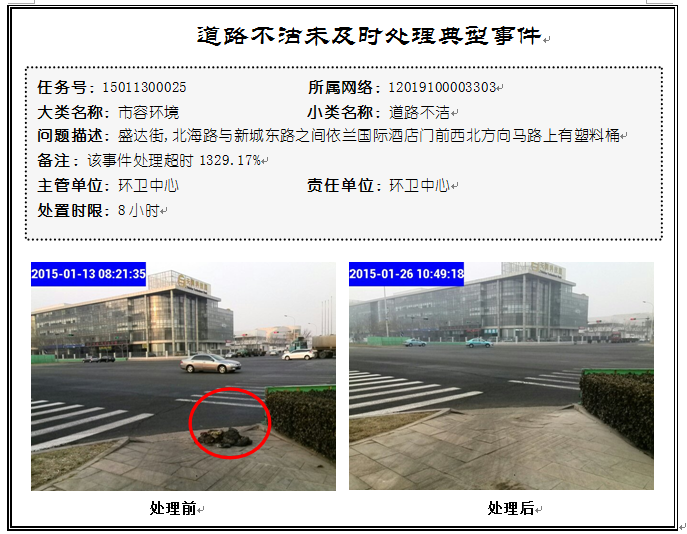 道路不洁未及时处理典型事件
任务号：15011300025 所属网络：12019100003303
大类名称：市容环境 小类名称：道路不洁
问题描述：盛达街,北海路与新城东路之间依兰国际酒店门前西北方向马路上有塑料桶
备注：该事件处理超时 1329.17%
主管单位：环卫中心 责任单位：环卫中心
处置时限：8 小时
2015-01-13 08:21:35 2015-01-26 10:49:18
处理前 处理后